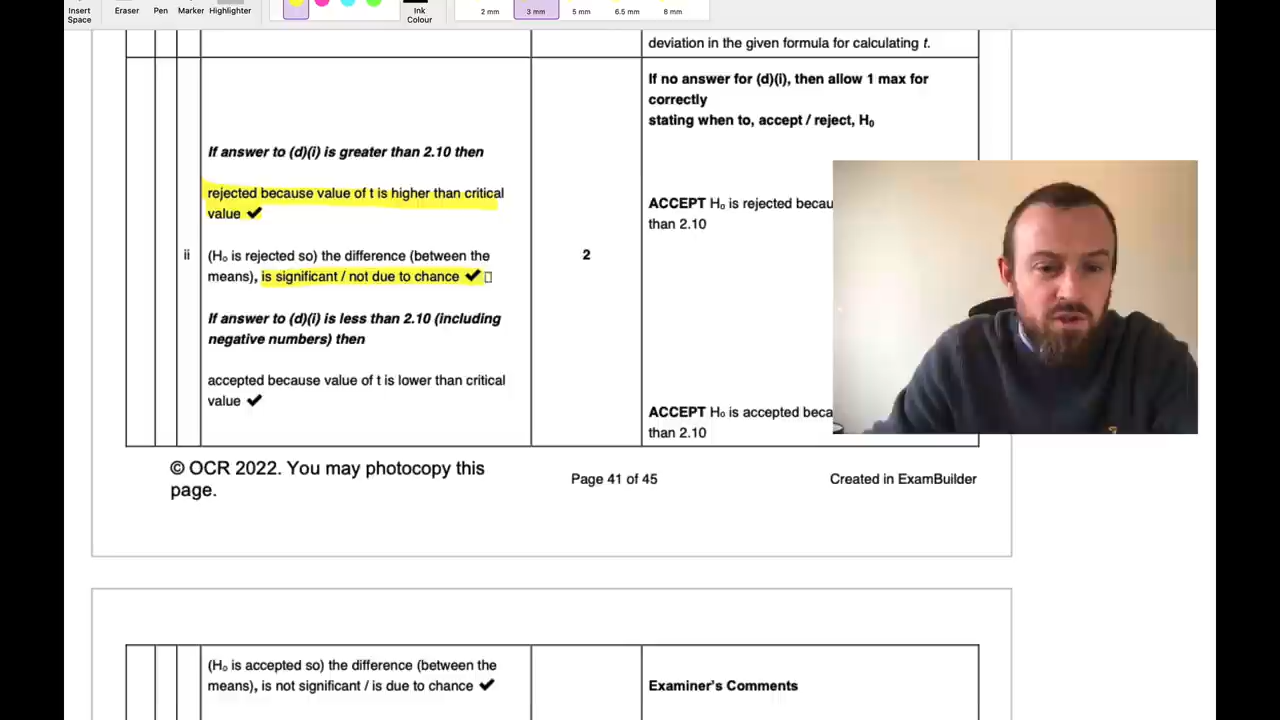 Insert
Space
Eraser
Pen
Marker
Highlighter
Ink
Colour
2 mm
3 mm
5 mm
6.5 mm
8 mm
deviation in the given formula for calculating t.
If no answer for (d)(i), then allow 1 max for
correctly
stating when to, accept / reject, H₀
If answer to (d)(i) is greater than 2.10 then
rejected because value of t is higher than critical
value ✔
ii
(H₀ is rejected so) the difference (between the
means), is significant / not due to chance ✔
2
ACCEPT H₀ is rejected becau
than 2.10
If answer to (d)(i) is less than 2.10 (including
negative numbers) then
accepted because value of t is lower than critical
value ✔
ACCEPT H₀ is accepted beca
than 2.10
© OCR 2022. You may photocopy this
page.
Page 41 of 45
Created in ExamBuilder
(H₀ is accepted so) the difference (between the
means), is not significant / is due to chance ✔
Examiner's Comments